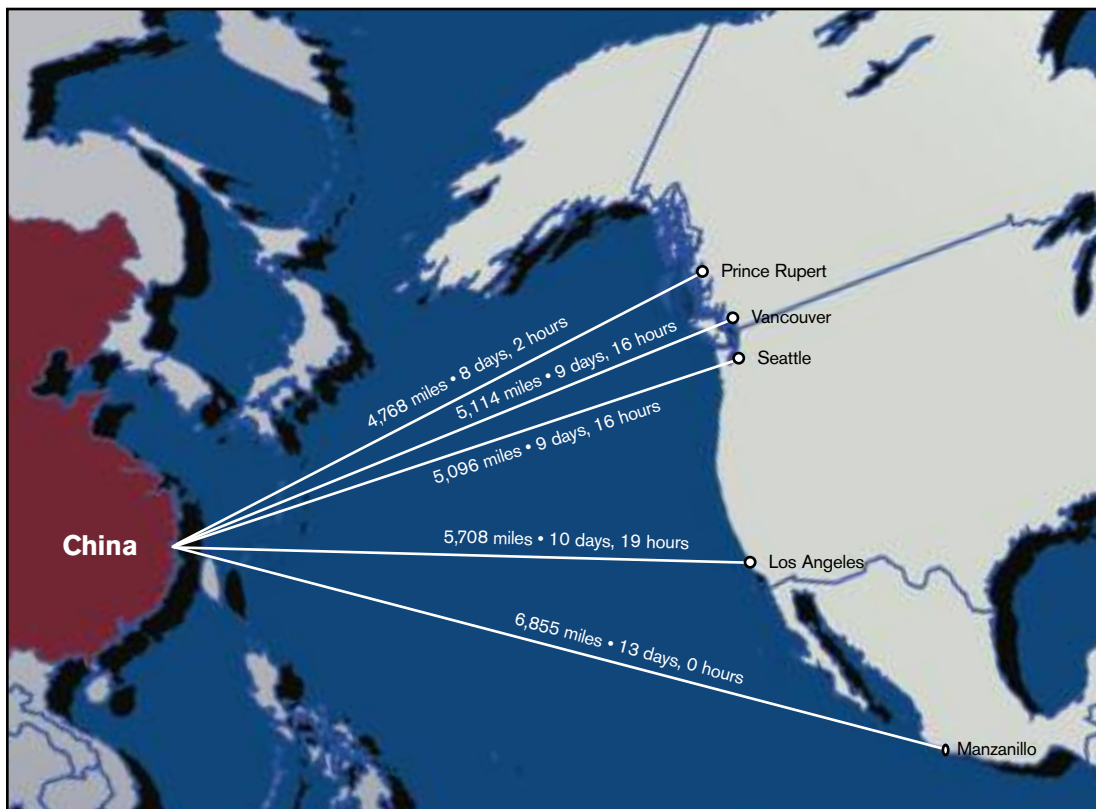 Prince Rupert
4,768 miles • 8 days, 2 hours
Vancouver
5,114 miles • 9 days, 16 hours
Seattle
5,096 miles • 9 days, 16 hours
China
5,708 miles • 10 days, 19 hours
Los Angeles
6,855 miles • 13 days, 0 hours
Manzanillo